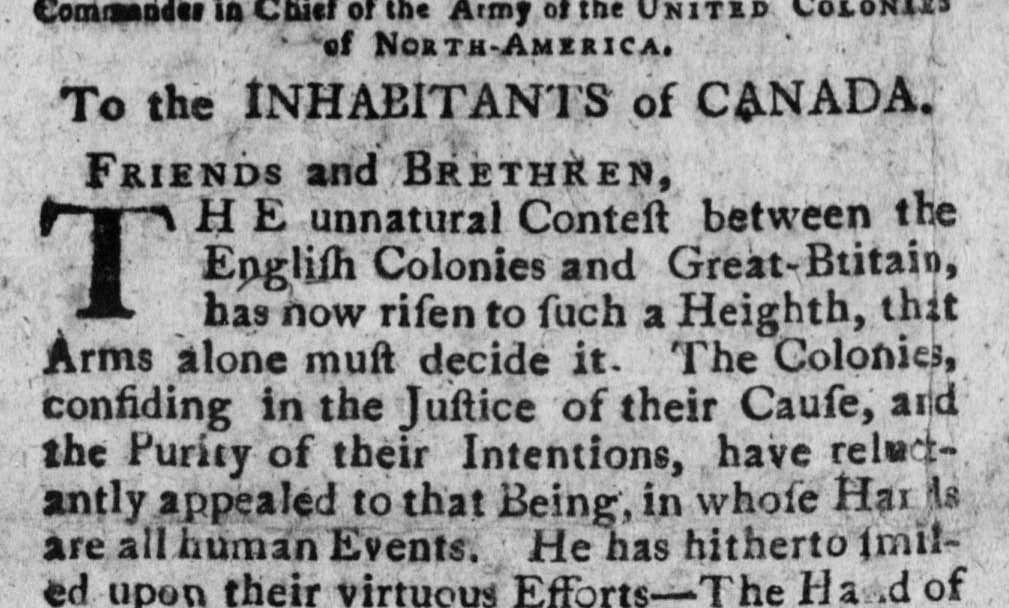 Commander in Chief of the Army of the UNITED COLONIES
of NORTH-AMERICA.
To the INHABITANTS of CANADA.
FRIENDS and BRETHREN,
THE unnatural Conteſt between the
Engliſh Colonies and Great-Btitain,
has now riſen to ſuch a Heighth, that
Arms alone muſt decide it. The Colonies,
confiding in the Juſtice of their Cauſe, and
the Purity of their Intentions, have reluct-
antly appealed to that Being, in whoſe Hands
are all human Events. He has hitherto ſmil-
ed upon their virtuous Efforts—The Hand of